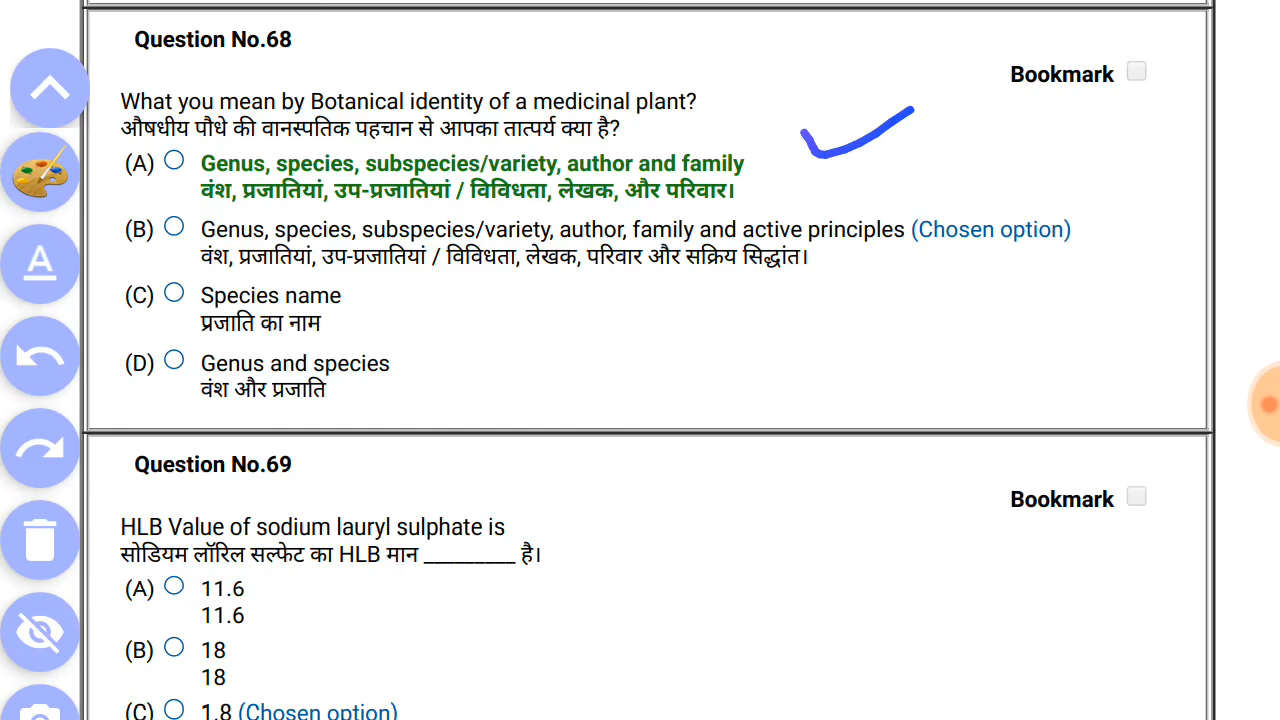 Question No.68
Bookmark
What you mean by Botanical identity of a medicinal plant?
औषधीय पौधे की वानस्पतिक पहचान से आपका तात्पर्य क्या है?
(A) Genus, species, subspecies/variety, author and family
वंश, प्रजातियां, उप-प्रजातियां / विविधता, लेखक, और परिवार।
(B) Genus, species, subspecies/variety, author, family and active principles (Chosen option)
वंश, प्रजातियां, उप-प्रजातियां / विविधता, लेखक, परिवार और सक्रिय सिद्धांत।
(C) Species name
प्रजाति का नाम
(D) Genus and species
वंश और प्रजाति
Question No.69
Bookmark
HLB Value of sodium lauryl sulphate is
सोडियम लॉरिल सल्फेट का HLB मान _________ है।
(A) 11.6
11.6
(B) 18
18
(C) 1.8 (Chosen option)
A